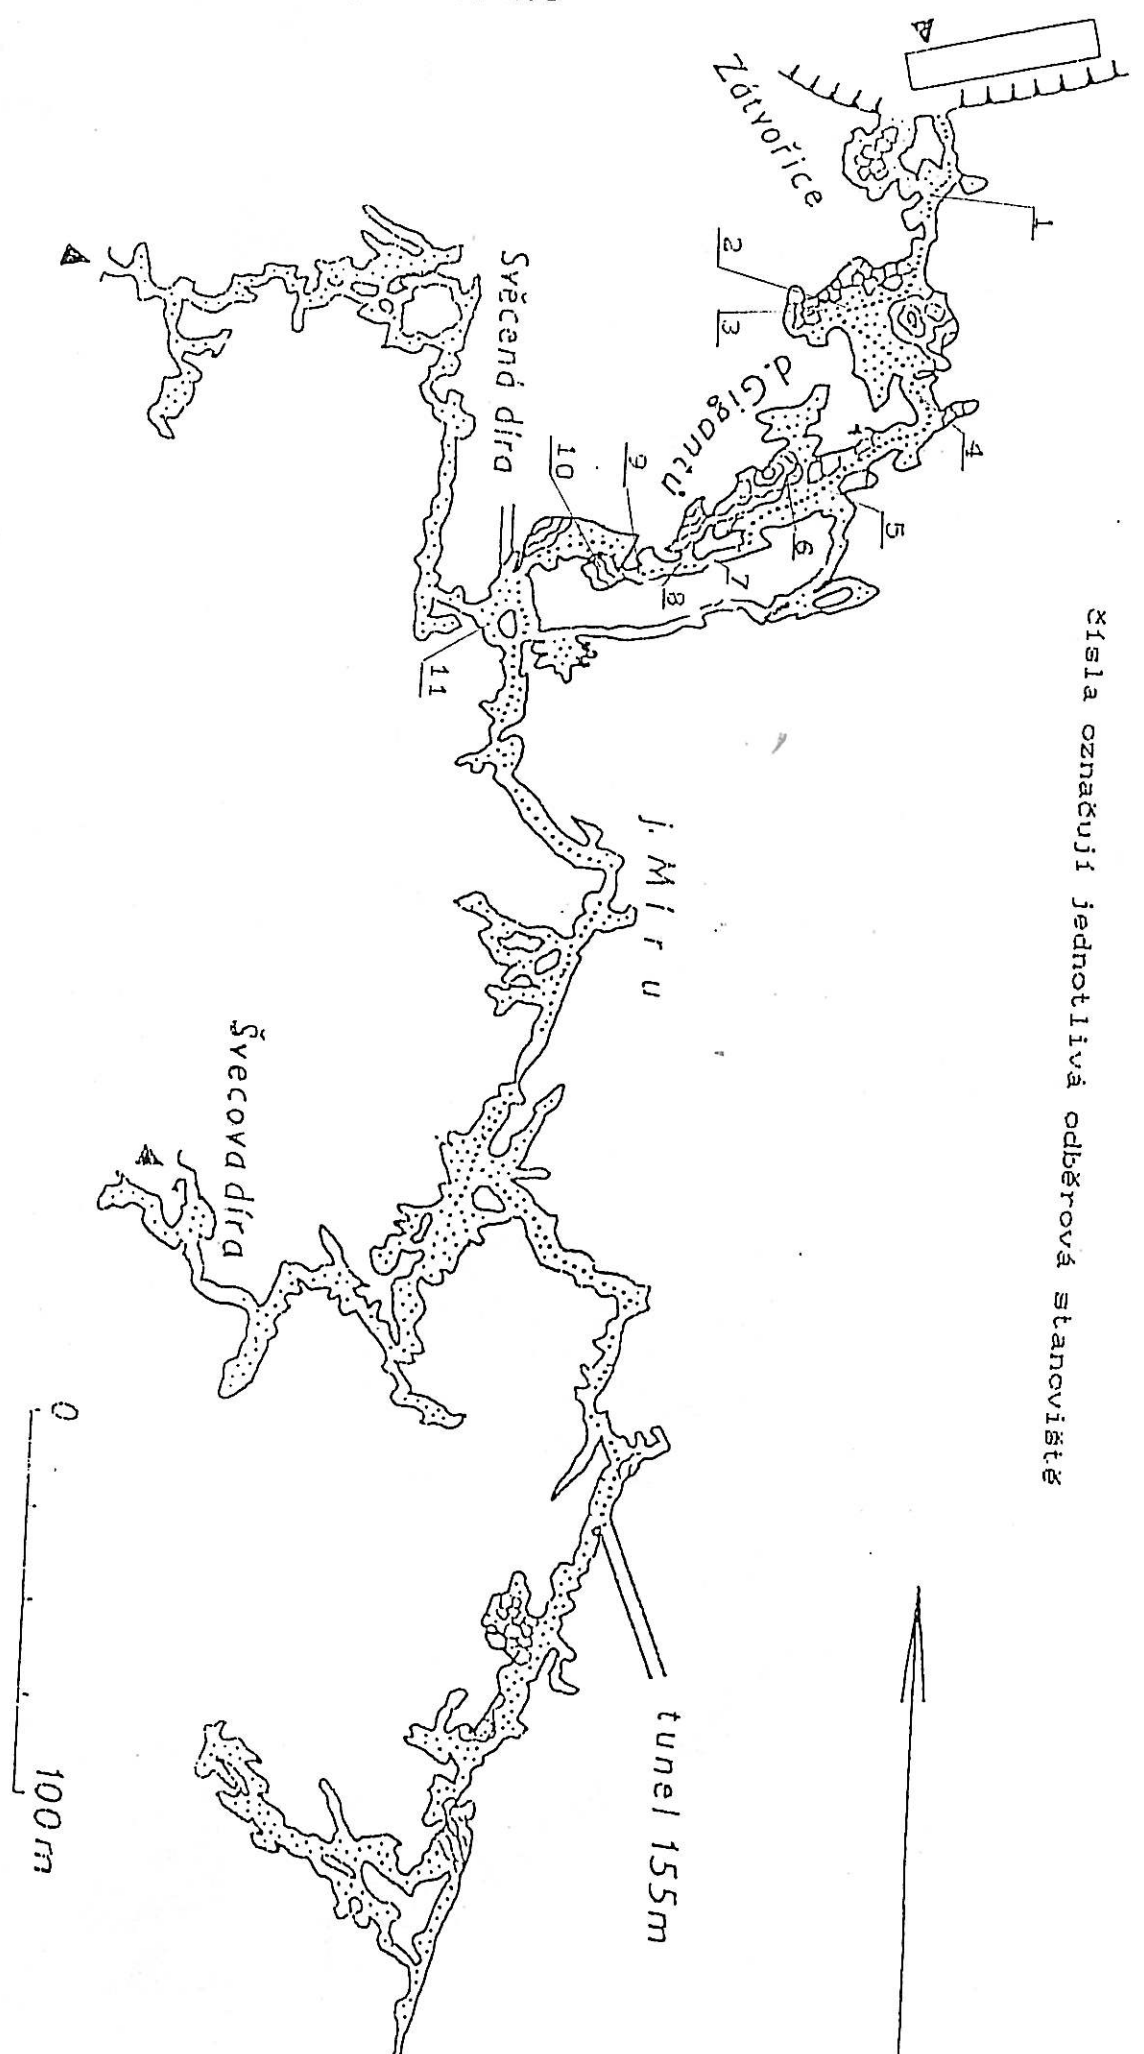 čísla označují jednotlivá odběrová stanoviště
Zátvořice
1
2
3
d. Gigantů
4
5
6
7
8
9
10
Svěcená díra
11
j. Míru
Švecova díra
tunel 155m
0
100m